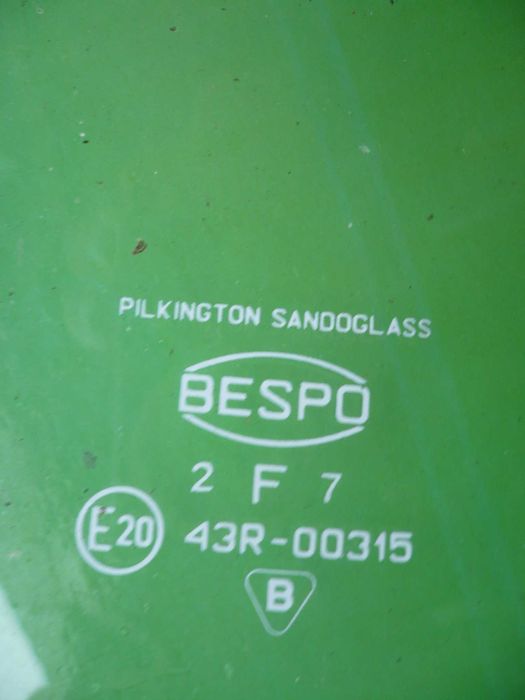 PILKINGTON SANDOGLASS
BESPO
2 F 7
E20 43R-00315
B